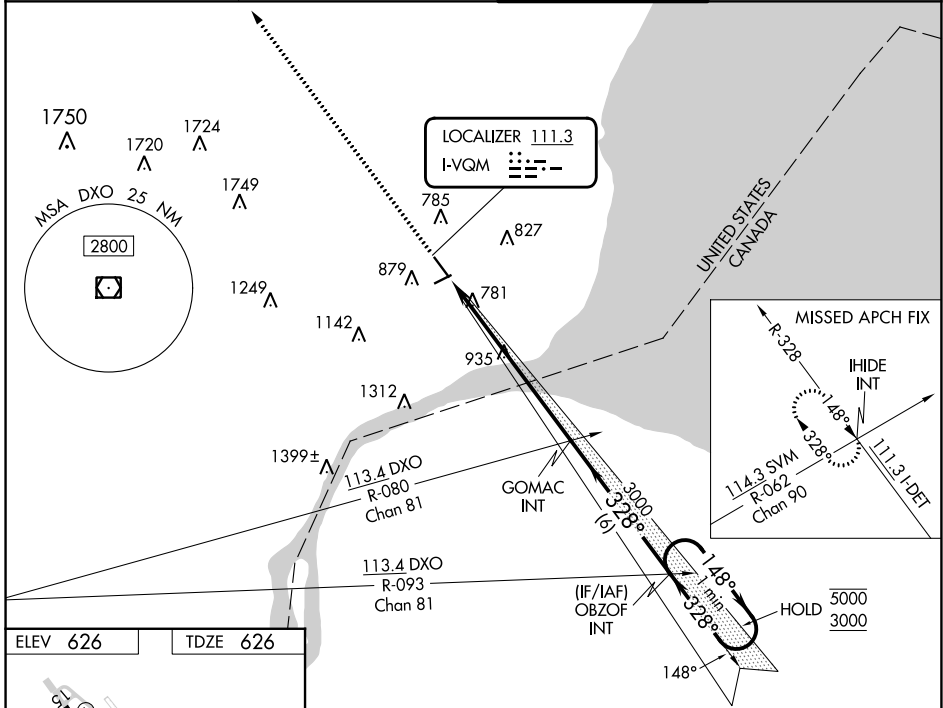 1750
1720
1724
1749
MSA DXO 25 NM
2800
LOCALIZER 111.3
I-VQM
785
827
879
781
1249
1142
935
1312
1399±
UNITED STATES
CANADA
MISSED APCH FIX
R-328
IHIDE
INT
148°
328°
114.3 SVM
R-062
Chan 90
111.3 I-DET
113.4 DXO
R-080
Chan 81
GOMAC
INT
3000
328°
(6)
113.4 DXO
R-093
Chan 81
(IF/IAF)
OBZOF
INT
148°
1 min
328°
HOLD
5000
3000
148°
ELEV 626
TDZE 626
15